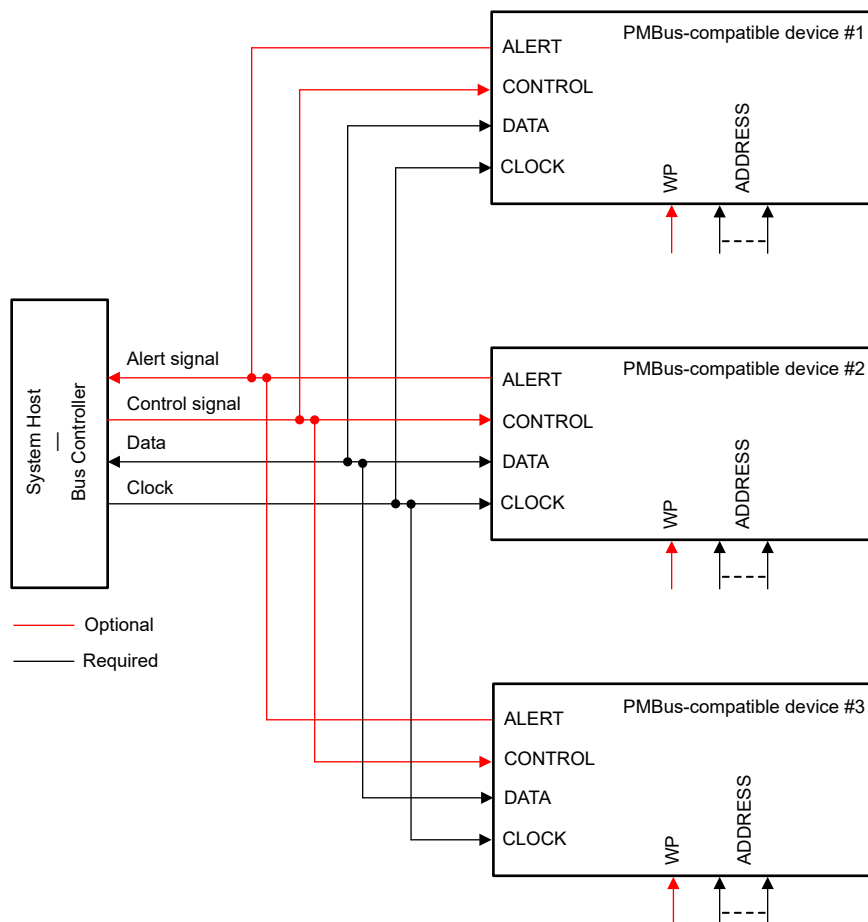 PMBus-compatible device #1
ALERT
CONTROL
DATA
CLOCK
WP
ADDRESS
System Host
—
Bus Controller
Alert signal
Control signal
Data
Clock
PMBus-compatible device #2
ALERT
CONTROL
DATA
CLOCK
WP
ADDRESS
Optional
Required
PMBus-compatible device #3
ALERT
CONTROL
DATA
CLOCK
WP
ADDRESS